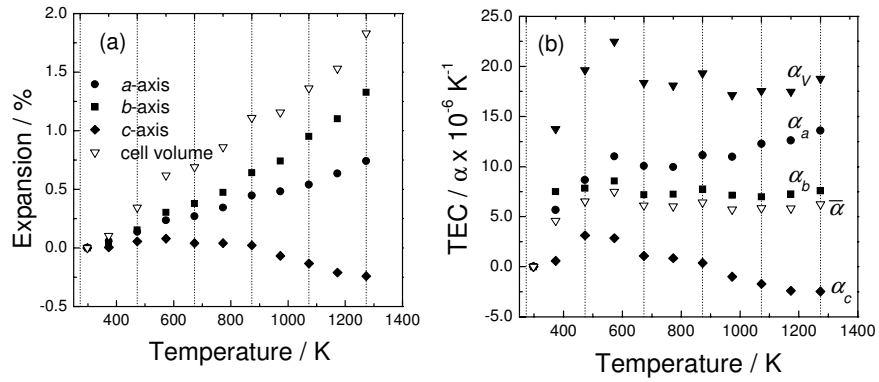 (a)
2.0
1.5
1.0
0.5
0.0
-0.5
Expansion / %
a-axis
b-axis
c-axis
cell volume
400 600 800 1000 1200 1400
Temperature / K
(b)
25.0
20.0
15.0
10.0
5.0
0.0
-5.0
TEC / α x 10⁻⁶ K⁻¹
α_V
α_a
α_b
ᾱ
α_c
400 600 800 1000 1200 1400
Temperature / K